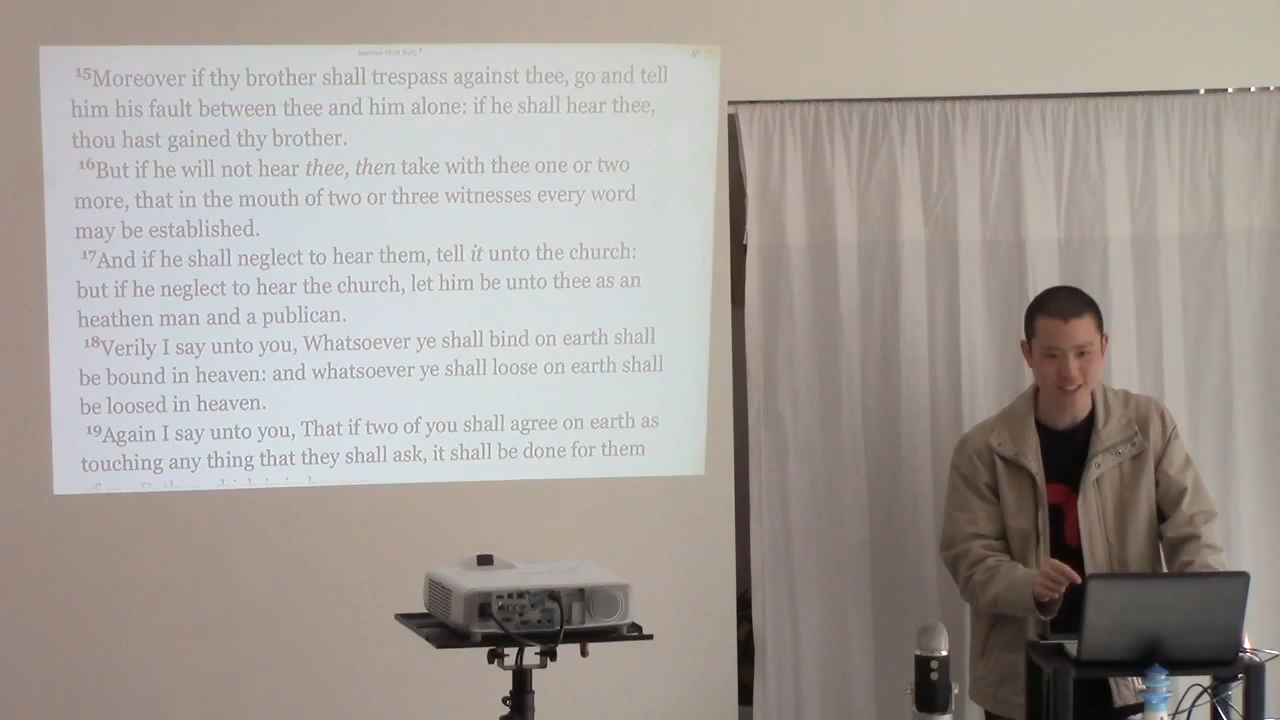 ¹⁵Moreover if thy brother shall trespass against thee, go and tell
him his fault between thee and him alone: if he shall hear thee,
thou hast gained thy brother.
¹⁶But if he will not hear thee, then take with thee one or two
more, that in the mouth of two or three witnesses every word
may be established.
¹⁷And if he shall neglect to hear them, tell it unto the church:
but if he neglect to hear the church, let him be unto thee as an
heathen man and a publican.
¹⁸Verily I say unto you, Whatsoever ye shall bind on earth shall
be bound in heaven: and whatsoever ye shall loose on earth shall
be loosed in heaven.
¹⁹Again I say unto you, That if two of you shall agree on earth as
touching any thing that they shall ask, it shall be done for them